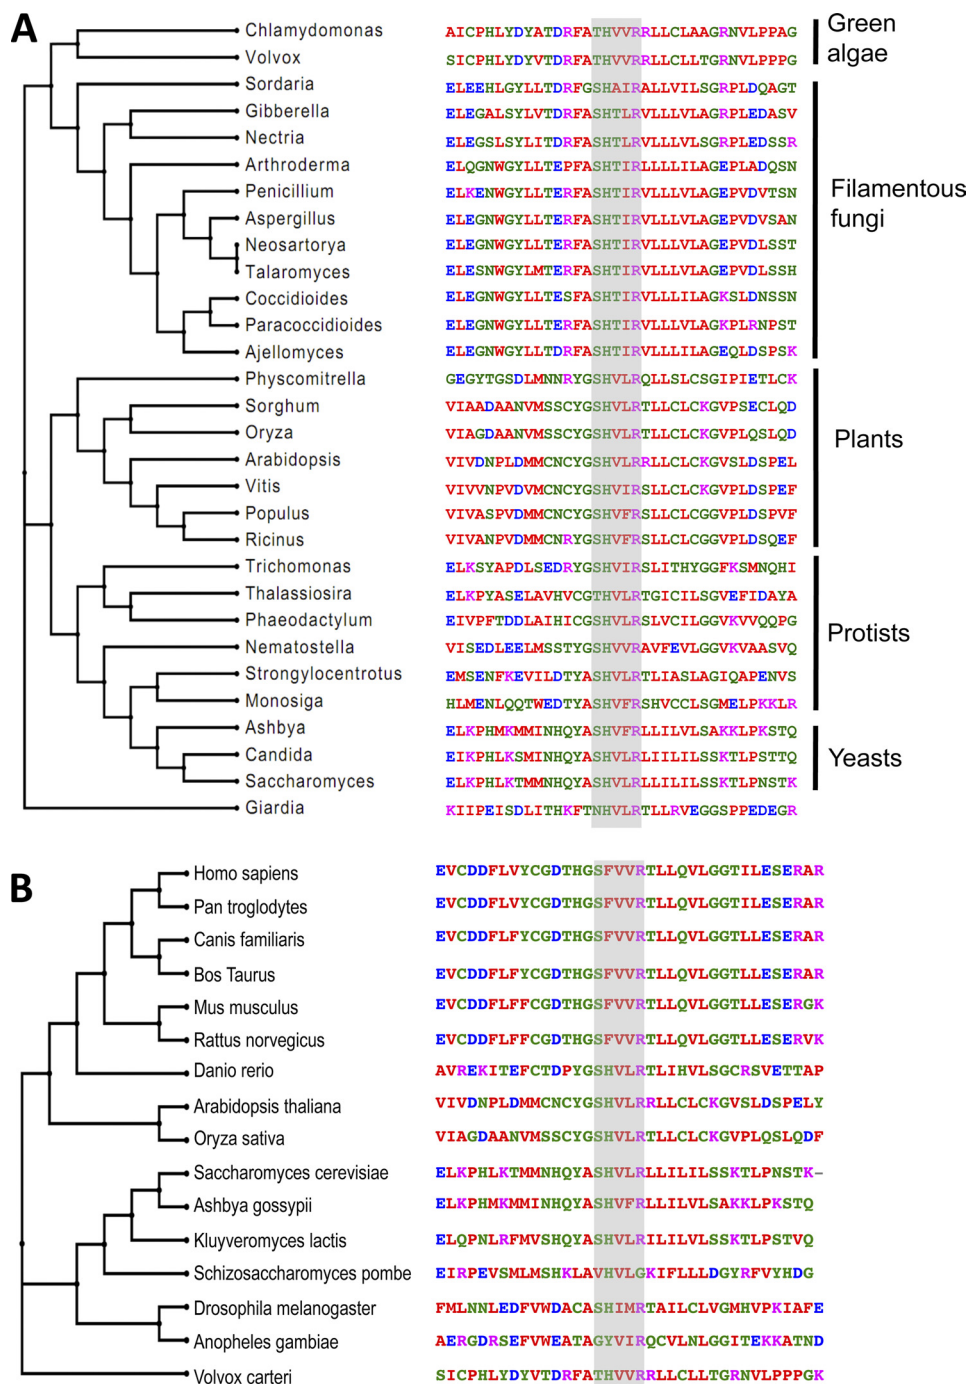 A
Chlamydomonas AICPHLYDYATDRFATHVVRRLLCLAAGRNVLPPAG
Volvox SICPHLYDYVTDRFATHVVRRLLCLLTGRNVLPPPG
Green
algae
Sordaria ELEEHLGYLLTDRFGSHAIRALLVILSGRPLDQAGT
Gibberella ELEGALSYLVTDRFASHTLRVLLLVLAGRPLEDASV
Nectria ELEGSLSYLITDRFASHTLRVLLLVLSGRPLEDSSR
Arthroderma ELQGNWGYLLTEPFASHTIRLLLLILAGEPLADQSN
Penicillium ELKENWGYLLTERFASHTIRVLLLVLAGEPVDVTSN
Aspergillus ELEGNWGYLLTERFASHTIRVLLLVLAGEPVDVSAN
Neosartorya ELEGNWGYLLTERFASHTIRVLLLVLAGEPVDLSST
Talaromyces ELESNWGYLMTERFASHTIRVLLLVLAGEPVDLSSH
Coccidioides ELEGNWGYLLTESFASHTIRVLLLILAGKSLDNSSN
Paracoccidioides ELEGNWGYLLTERFASHTIRVLLLVLAGKPLRNPST
Ajellomyces ELEGNWGYLLTDRFASHTIRVLLLILAGEQLDSPSK
Filamentous
fungi
Physcomitrella GEGYTGSDLMNNRYGSHVLRQLLSLCSGIPIETLCK
Sorghum VIAADAANVMSSCYGSHVLRTLLCLCKGVPSECLQD
Oryza VIAGDAANVMSSCYGSHVLRTLLCLCKGVPLQSLQD
Arabidopsis VIVDNPLDMMCNCYGSHVLRRLLCLCKGVSLDSPEL
Vitis VIVVNPVDVMCNCYGSHVIRSLLCLCKGVPLDSPEF
Populus VIVASPVDMMCNCYGSHVFRSLLCLCGGVPLDSPVF
Ricinus VIVANPVDMMCNRYGSHVFRSLLCLCGGVPLDSQEF
Plants
Trichomonas ELKSYAPDLSEDRYGSHVIRSLITHYGGFKSMNQHI
Thalassiosira ELKPYASELAVHVCGTHVLRTGICILSGVEFIDAYA
Phaeodactylum EIVPFTDDLAIHICGSHVLRSLVCILGGVKVVQQPG
Nematostella VISEDLEELMSSTYGSHVVRAVFEVLGGVKVAASVQ
Strongylocentrotus EMSENFKEVILDTYASHVLRTLIASLAGIQAPENVS
Monosiga HLMENLQQTWEDTYASHVFRSHVCCLSGMELPKKLR
Protists
Ashbya ELKPHMKMMINHQYASHVFRLLILVLSAKKLPKSTQ
Candida EIKPHLKSMINHQYASHVLRLLIILILSSKTLPSTTQ
Saccharomyces ELKPHLKTMMNHQYASHVLRLLILILSSKTLPNSTK
Yeasts
Giardia KIIPEISDLITHKFTNHVLRTLLRVEGGSPPEDEGR
B
Homo sapiens EVCDDFLVYCGDTHGSFVVRTLLQVLGGTILESERAR
Pan troglodytes EVCDDFLVYCGDTHGSFVVRTLLQVLGGTILESERAR
Canis familiaris EVCDDFLFYCGDTHGSFVVRTLLQVLGGTLLESERAR
Bos Taurus EVCDDFLFYCGDTHGSFVVRTLLQVLGGTLLESERAR
Mus musculus EVCDDFLFFCGDTHGSFVVRTLLQVLGGTLLESERGK
Rattus norvegicus EVCDDFLFFCGDTHGSFVVRTLLQVLGGTLLESERVK
Danio rerio AVREKITEFCTDPYGSHVLRTLIHVLSGCRSVETTAP
Arabidopsis thaliana VIVDNPLDMMCNCYGSHVLRRLLCLCKGVSLDSPELY
Oryza sativa VIAGDAANVMSSCYGSHVLRTLLCLCKGVPLQSLQDF
Saccharomyces cerevisiae ELKPHLKTMMNHQYASHVLRLLILILSSKTLPNSTK–
Ashbya gossypii ELKPHMKMMINHQYASHVFRLLILVLSAKKLPKSTQ
Kluyveromyces lactis ELQPNLRFMVSHQYASHVLRILILVLSSKTLPSTVQ
Schizosaccharomyces pombe EIRPEVSMLMSHKLAVHVLGKIFLLLDGYRFVYHDG
Drosophila melanogaster FMLNNLEDFVWDACASHIMRTAILCLVGMHVPKIAFE
Anopheles gambiae AERGDRSEFVWEATAGYVIRQCVLNLGGITEKKATND
Volvox carteri SICPHLYDYVTDRFATHVVRRLLCLLTGRNVLPPPGK